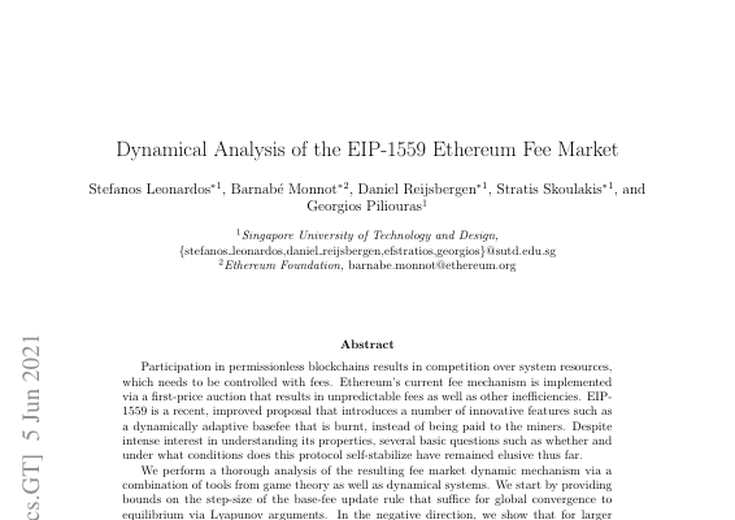 Dynamical Analysis of the EIP-1559 Ethereum Fee Market
Stefanos Leonardos*1, Barnabé Monnot*2, Daniel Reijsbergen*1, Stratis Skoulakis*1, and
Georgios Piliouras1
1Singapore University of Technology and Design,
{stefanos_leonardos,daniel_reijsbergen,efstratios,georgios}@sutd.edu.sg
2Ethereum Foundation, barnabe.monnot@ethereum.org
cs.GT] 5 Jun 2021
Abstract
Participation in permissionless blockchains results in competition over system resources,
which needs to be controlled with fees. Ethereum's current fee mechanism is implemented
via a first-price auction that results in unpredictable fees as well as other inefficiencies. EIP-
1559 is a recent, improved proposal that introduces a number of innovative features such as
a dynamically adaptive basefee that is burnt, instead of being paid to the miners. Despite
intense interest in understanding its properties, several basic questions such as whether and
under what conditions does this protocol self-stabilize have remained elusive thus far.
We perform a thorough analysis of the resulting fee market dynamic mechanism via a
combination of tools from game theory as well as dynamical systems. We start by providing
bounds on the step-size of the base-fee update rule that suffice for global convergence to
equilibrium via Lyapunov arguments. In the negative direction, we show that for larger